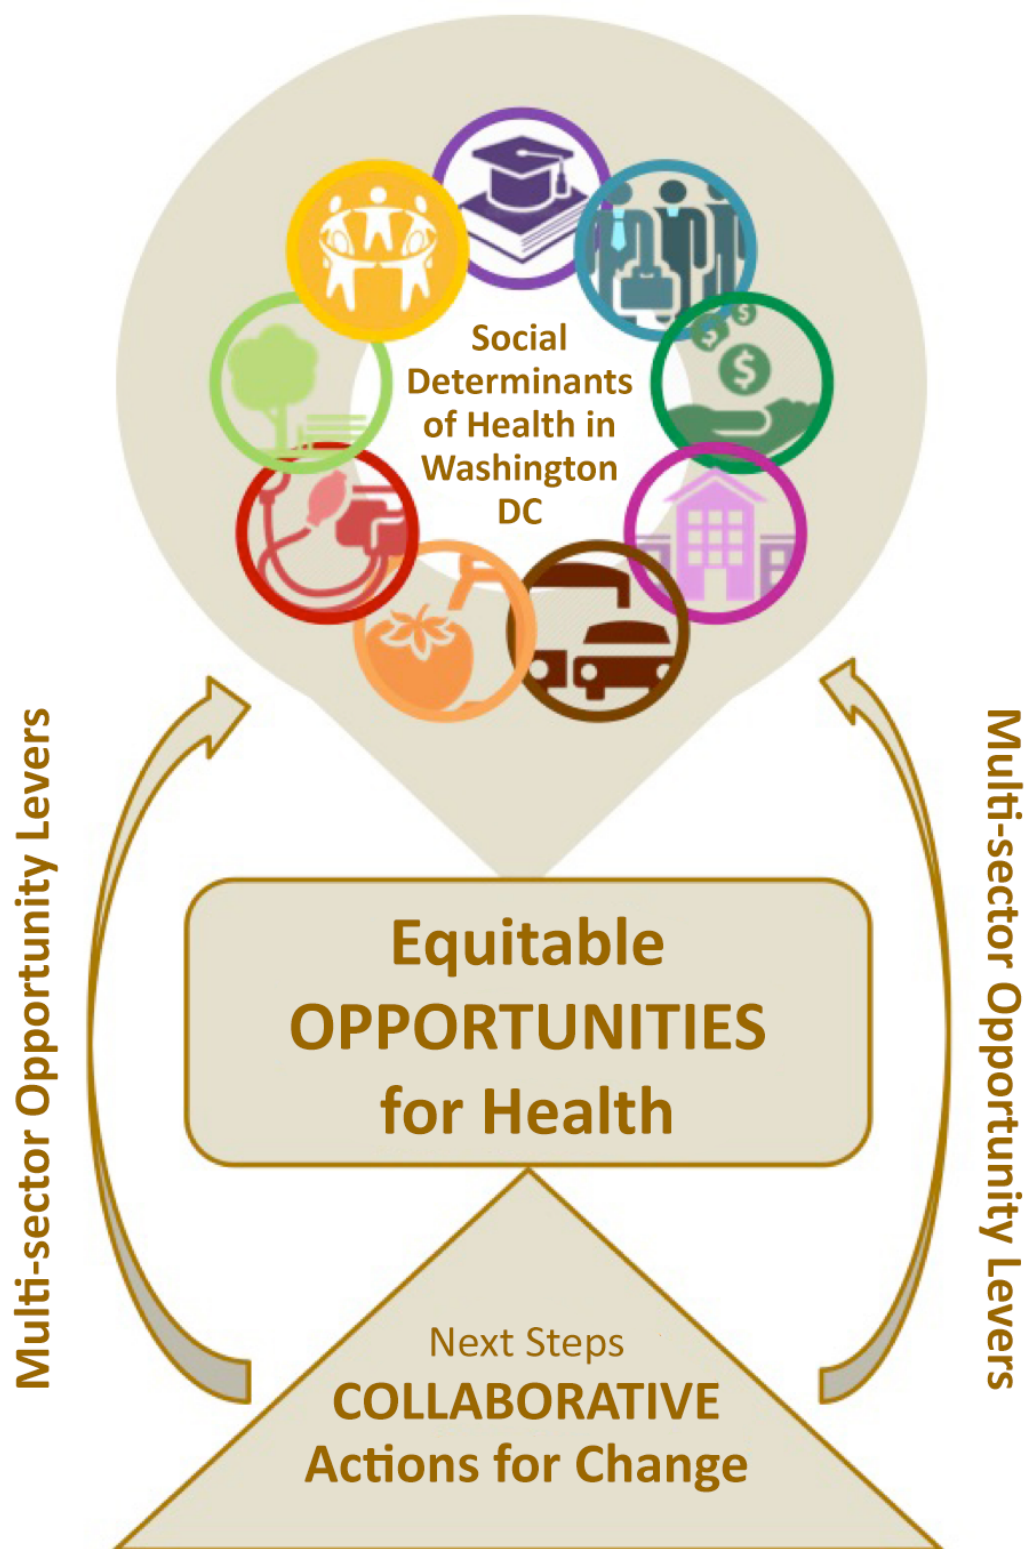 Social
Determinants
of Health in
Washington
DC
Multi-sector Opportunity Levers
Multi-sector Opportunity Levers
Equitable
OPPORTUNITIES
for Health
Next Steps
COLLABORATIVE
Actions for Change
$
$
$